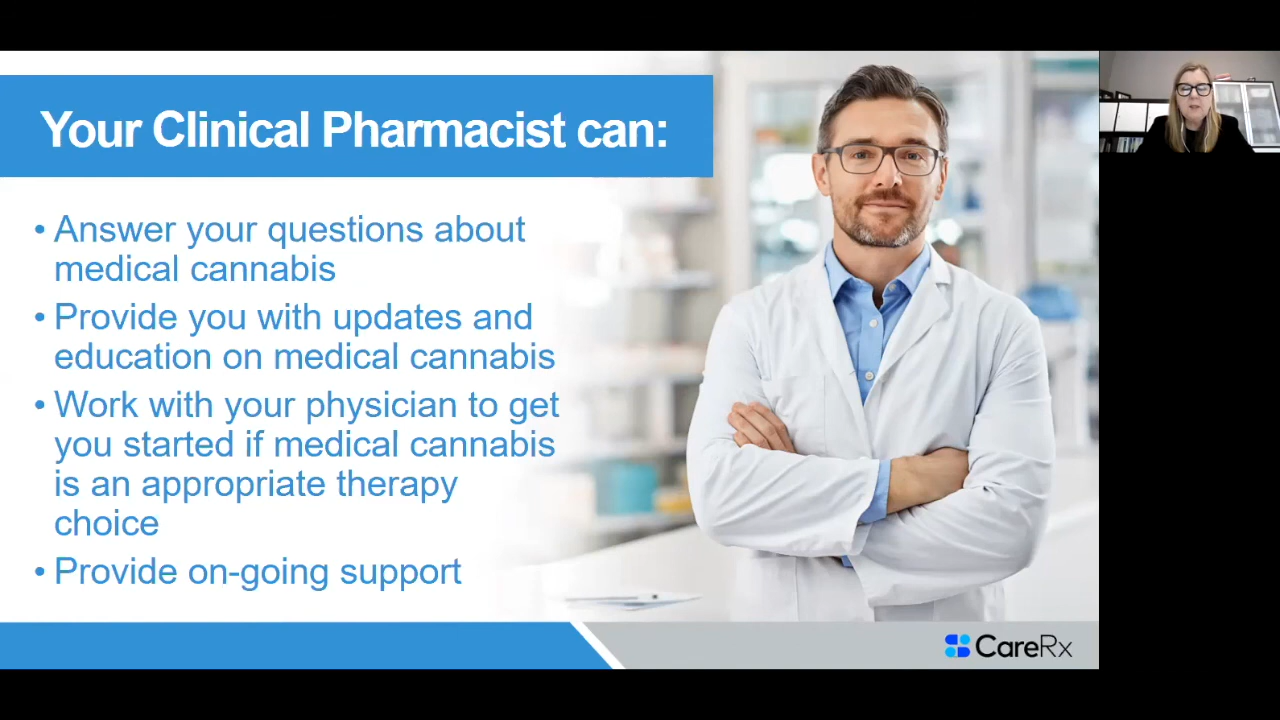 Your Clinical Pharmacist can:
• Answer your questions about
medical cannabis
• Provide you with updates and
education on medical cannabis
• Work with your physician to get
you started if medical cannabis
is an appropriate therapy
choice
• Provide on-going support
CareRx